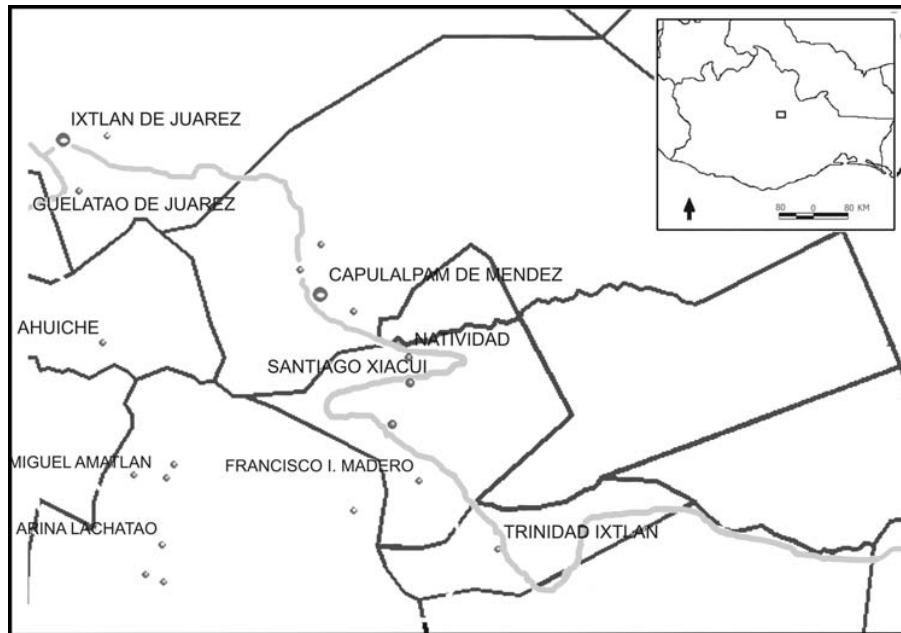 IXTLAN DE JUAREZ
GUELATAO DE JUAREZ
CAPULALPAM DE MENDEZ
AHUICHE
NATIVIDAD
SANTIAGO XIACUI
MIGUEL AMATLAN
FRANCISCO I. MADERO
ARINA LACHATAO
TRINIDAD IXTLAN
80 0 80 KM